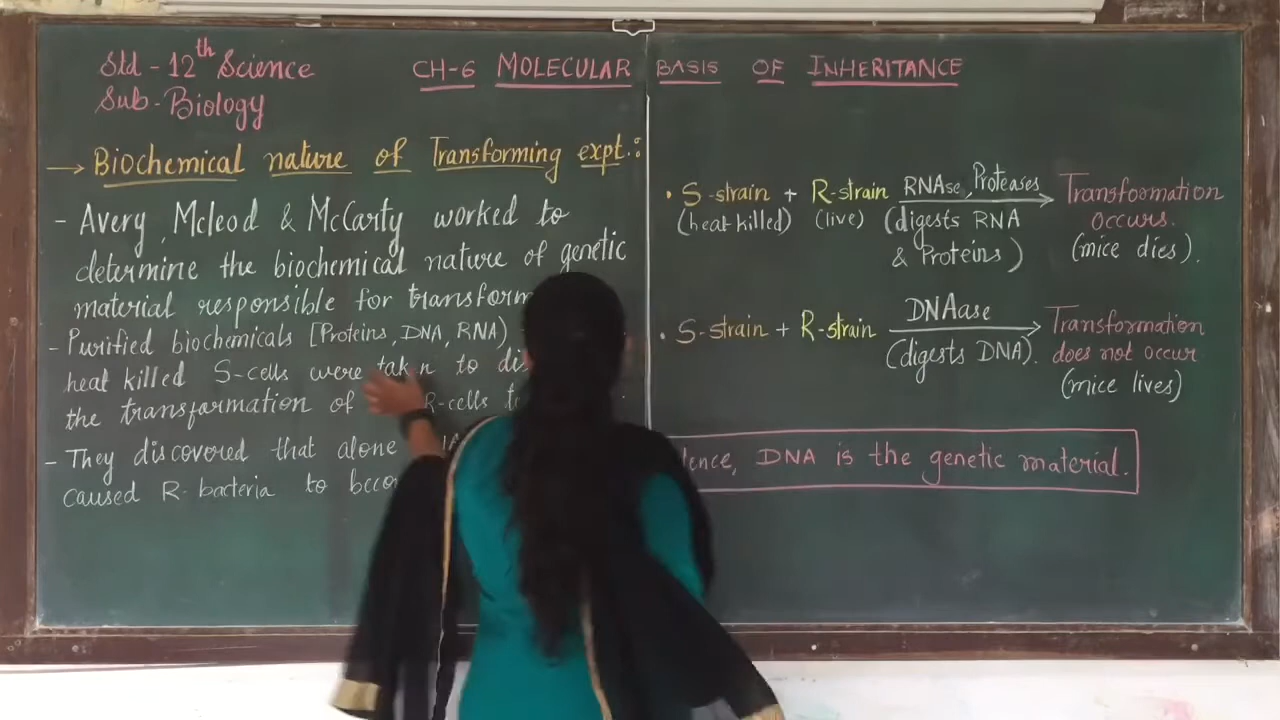 Std - 12th Science
Sub - Biology
CH-6 MOLECULAR BASIS OF INHERITANCE
→ Biochemical nature of Transforming expt.:
- Avery, Mcleod & McCarty worked to
determine the biochemical nature of genetic
material responsible for transform
- Purified biochemicals [Proteins, DNA, RNA)
heat killed S-cells were tak n to dis
the transformation of R-cells
- They discovered that alone
caused R-bacteria to
• S-strain + R-strain RNAse, Proteases → Transformation
(heat killed) (live) (digests RNA occurs.
& Proteins) (mice dies).
• S-strain + R-strain DNAase → Transformation
(digests DNA). does not occur
(mice lives)
ence, DNA is the genetic material.